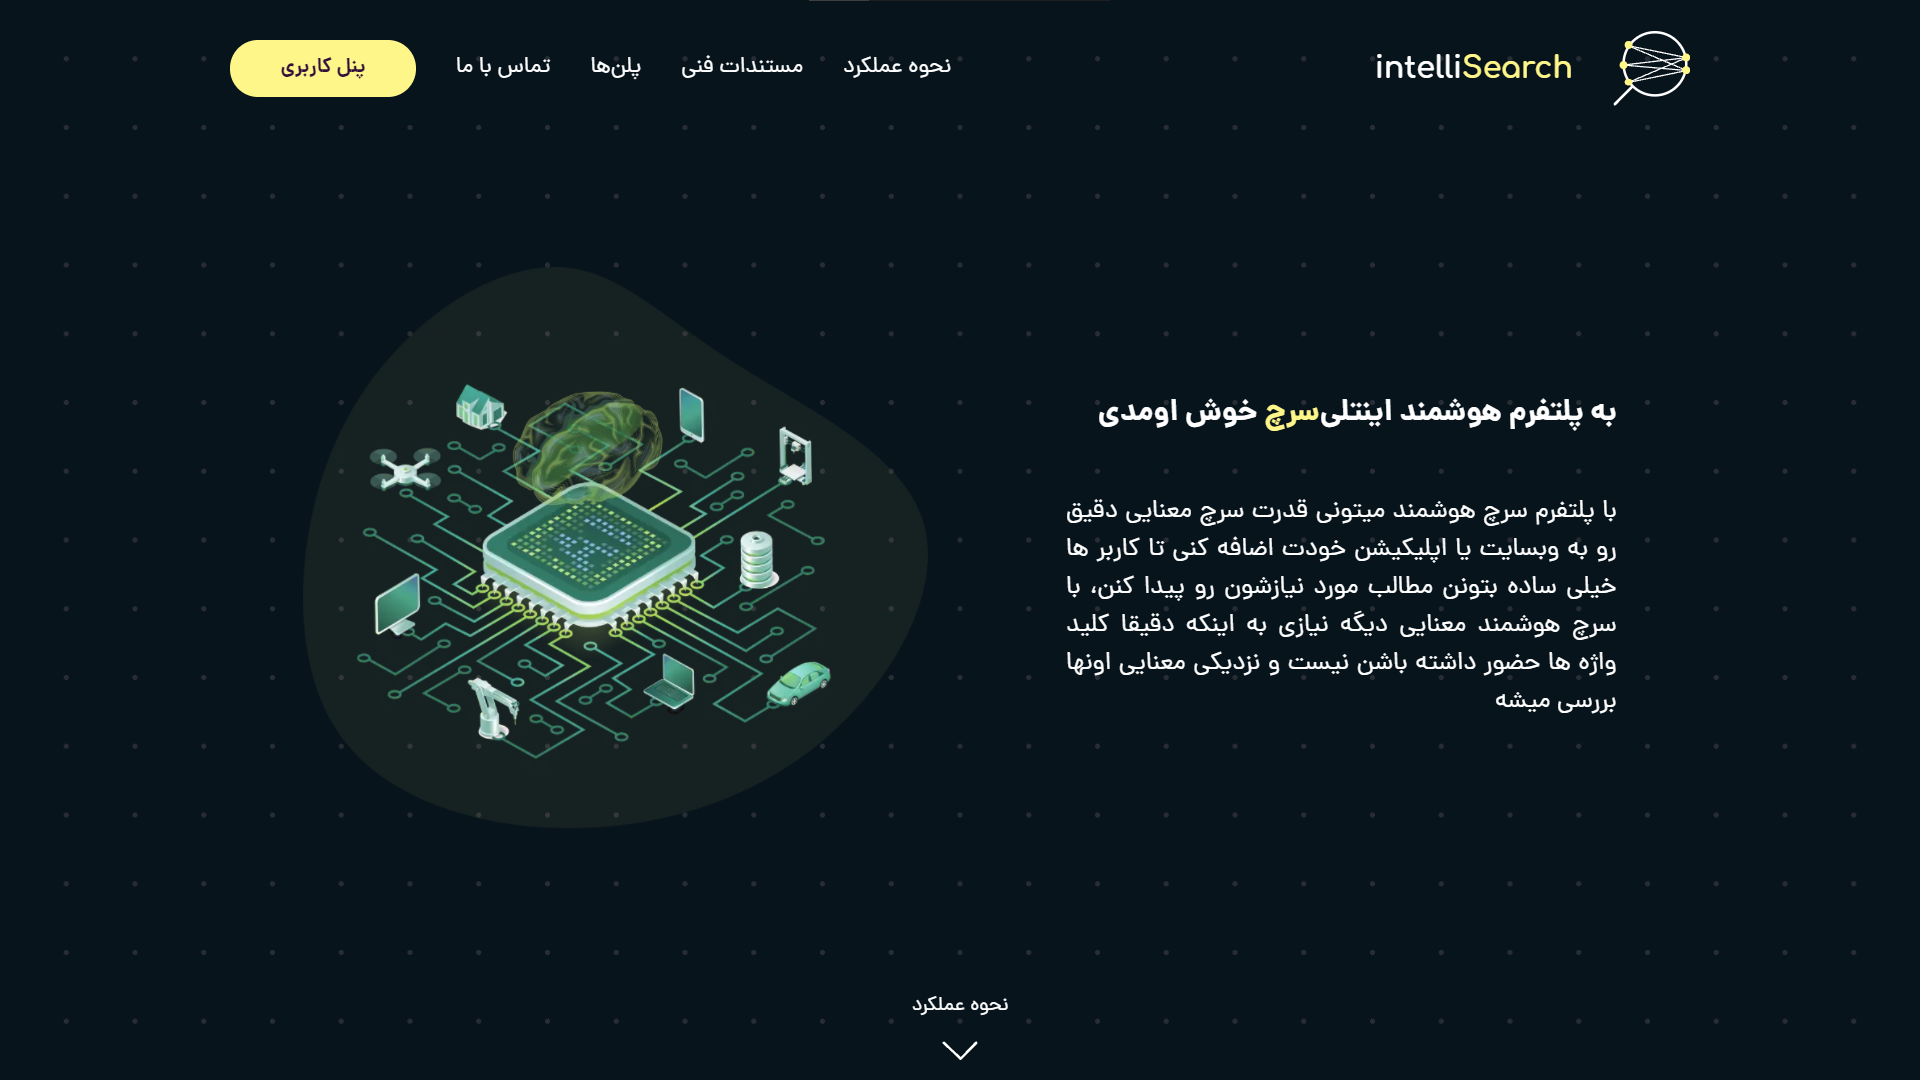 intelliSearch
نحوه عملکرد
مستندات فنی
پلن‌ها
تماس با ما
پنل کاربری
به پلتفرم هوشمند اینتلی‌سرچ خوش اومدی
با پلتفرم سرچ هوشمند میتونی قدرت سرچ معنایی دقیق
رو به وبسایت یا اپلیکیشن خودت اضافه کنی تا کاربر ها
خیلی ساده بتونن مطالب مورد نیازشون رو پیدا کنن، با
سرچ هوشمند معنایی دیگه نیازی به اینکه دقیقا کلید
واژه ها حضور داشته باشن نیست و نزدیکی معنایی اونها
بررسی میشه
نحوه عملکرد